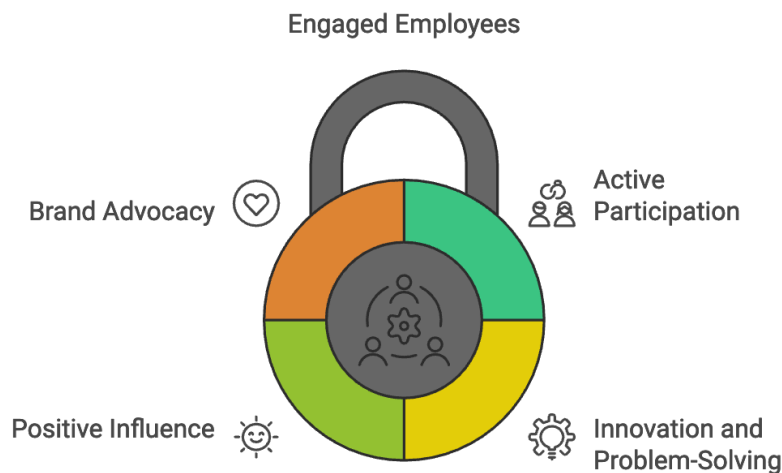 Engaged Employees
Brand Advocacy
Active
Participation
Positive Influence
Innovation and
Problem-Solving